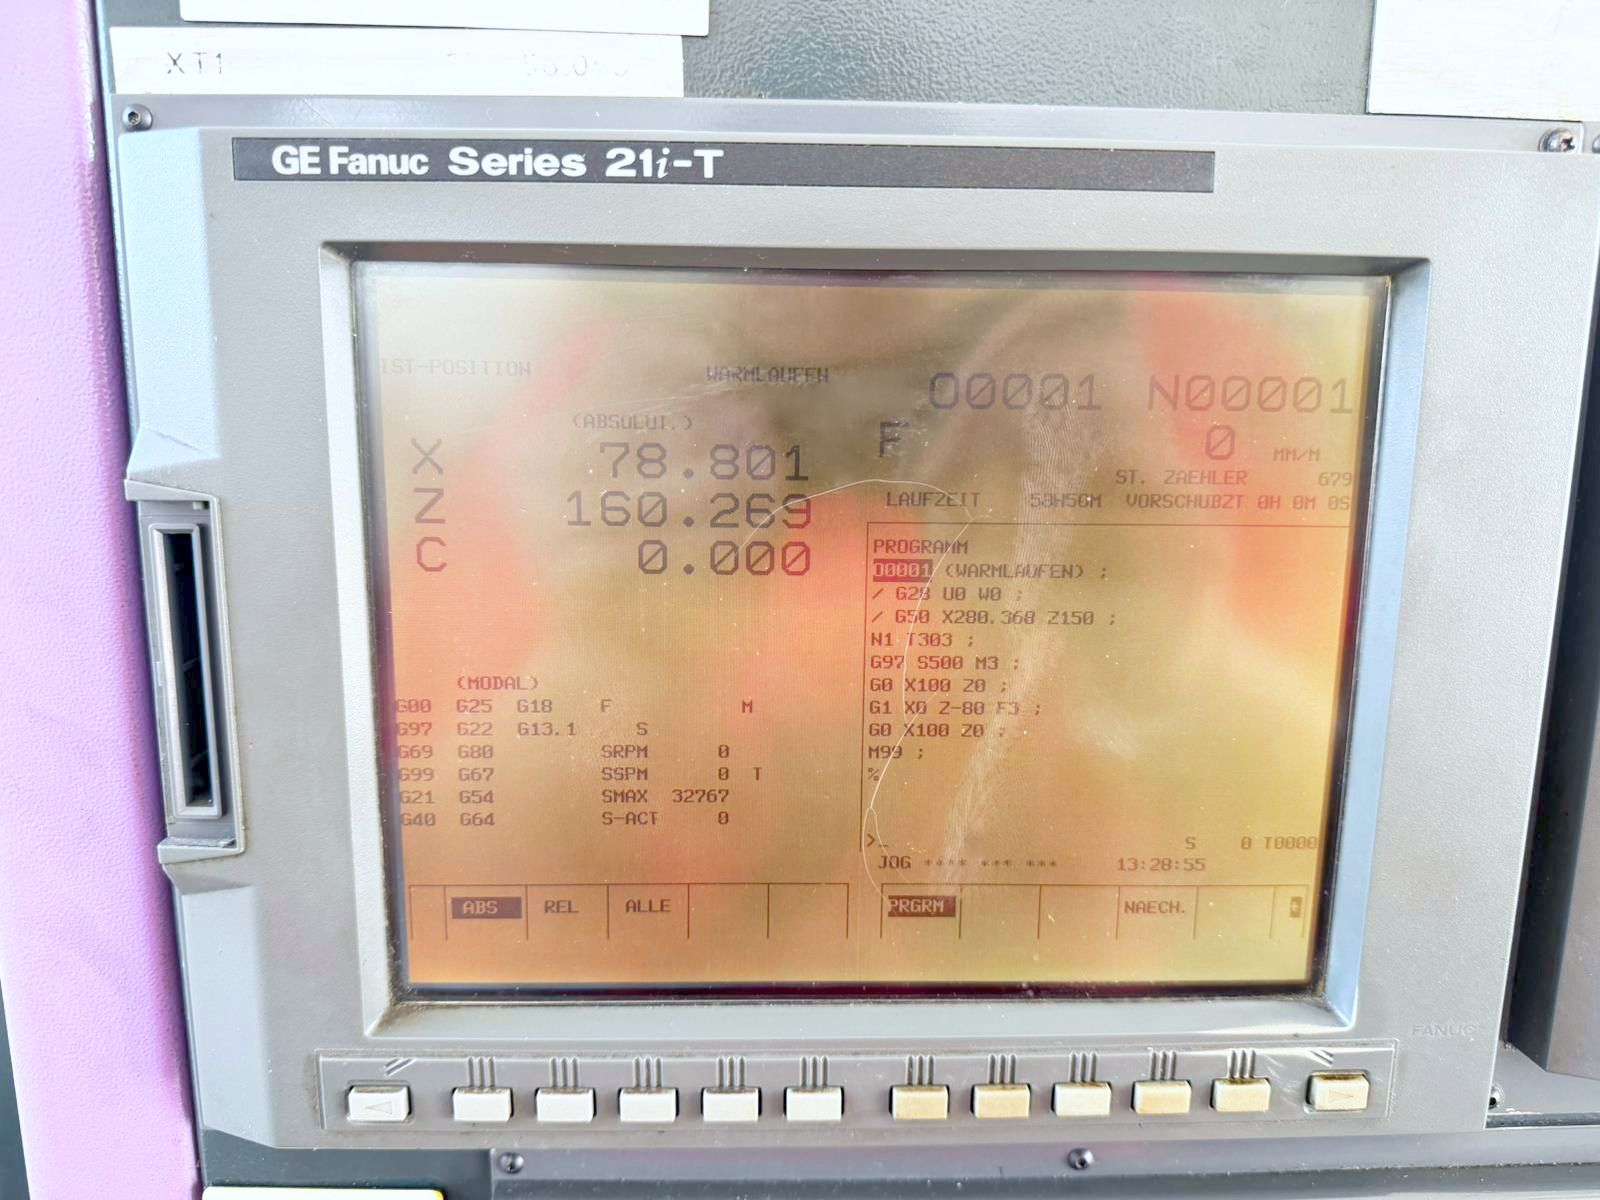 XT1
GE Fanuc Series 21i-T
IST-POSITION WARMLAUFEN O0001 N00001
(ABSOLUT.)
X 78.801
Z 160.269
C 0.000
F 0 MM/M
ST. ZAEHLER 679
LAUFZEIT VORSCHUBZT 0H 0M 0S
PROGRAMM
O0001 (WARMLAUFEN) ;
/ G28 U0 W0 ;
/ G50 X280.368 Z150 ;
N1 T303 ;
G97 S500 M3 ;
G0 X100 Z0 ;
G1 X0 Z-80 F3 ;
G0 X100 Z0 ;
M99 ;
%
(MODAL)
G00 G25 G18 F M
G97 G22 G13.1 S
G69 G80 SRPM 0
G99 G67 SSPM 0 T
G21 G54 SMAX 32767
G40 G64 S-ACT 0
>_
S 0 T0000
JOG **** *** *** 13:28:55
ABS REL ALLE PRGRM NAECH. +
FANUC